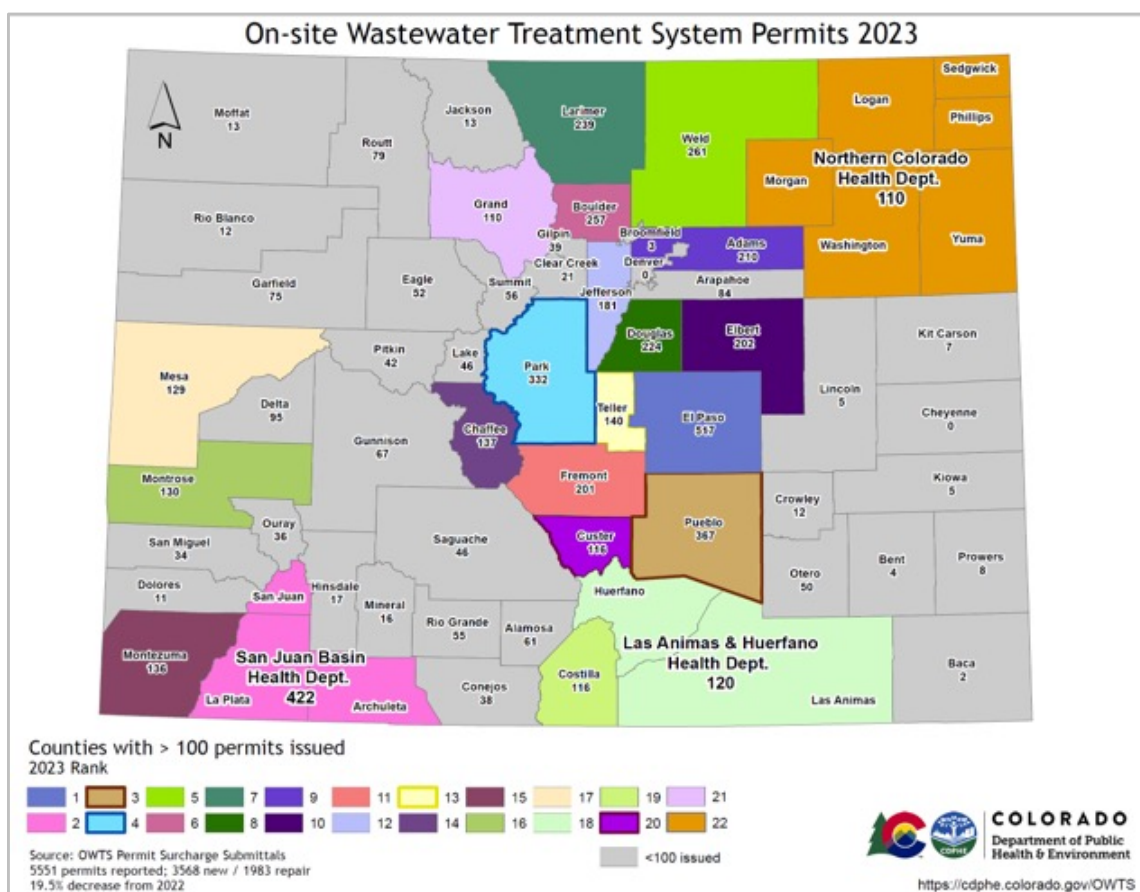 On-site Wastewater Treatment System Permits 2023
N
Moffat
13
Routt
79
Jackson
13
Larimer
239
Weld
261
Logan
Sedgwick
Phillips
Morgan
Northern Colorado
Health Dept.
110
Washington
Yuma
Rio Blanco
12
Grand
110
Boulder
257
Gilpin
39
Broomfield
3
Adams
210
Clear Creek
21
Denver
0
Arapahoe
84
Garfield
75
Eagle
52
Summit
56
Jefferson
181
Douglas
224
Elbert
202
Kit Carson
7
Mesa
129
Pitkin
42
Lake
46
Park
332
Teller
140
El Paso
517
Lincoln
5
Cheyenne
0
Delta
95
Gunnison
67
Chaffee
137
Fremont
201
Montrose
130
Ouray
36
San Miguel
34
Saguache
46
Custer
116
Pueblo
367
Crowley
12
Kiowa
5
Otero
50
Bent
4
Prowers
8
Dolores
11
San Juan
Hinsdale
17
Mineral
16
Rio Grande
55
Alamosa
61
Huerfano
Las Animas & Huerfano
Health Dept.
120
Las Animas
Montezuma
136
San Juan Basin
Health Dept.
422
La Plata
Archuleta
Conejos
38
Costilla
116
Baca
2
Counties with > 100 permits issued
2023 Rank
1 3 5 7 9 11 13 15 17 19 21
2 4 6 8 10 12 14 16 18 20 22
<100 issued
Source: OWTS Permit Surcharge Submittals
5551 permits reported; 3568 new / 1983 repair
19.5% decrease from 2022
CDPHE
COLORADO
Department of Public
Health & Environment
https://cdphe.colorado.gov/OWTS